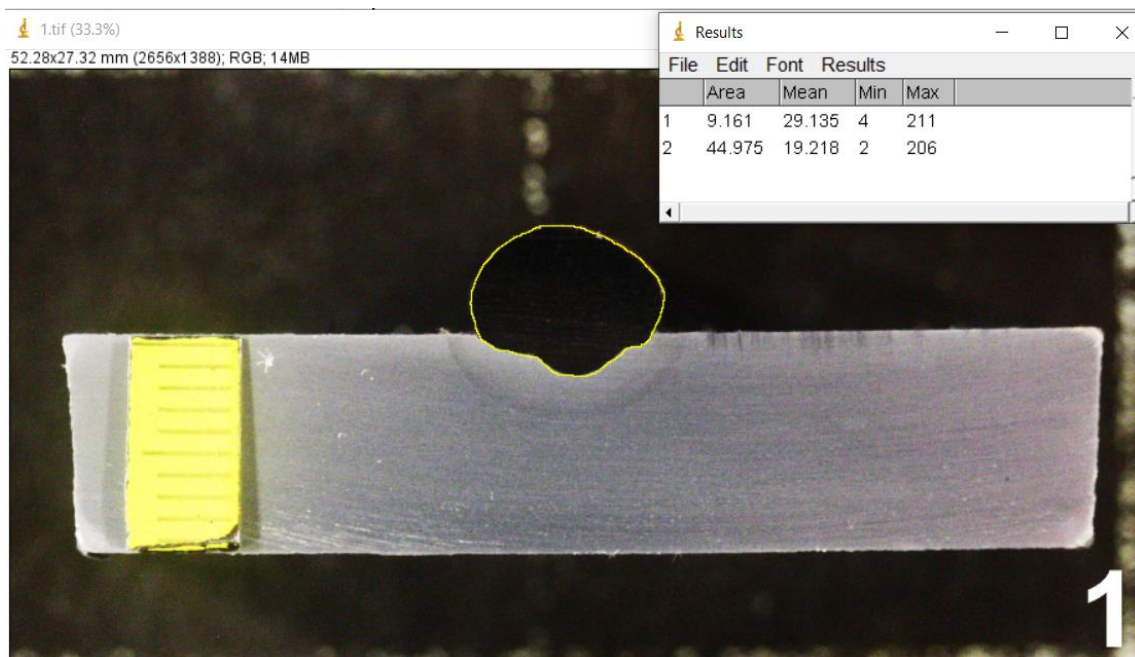 1.tif (33.3%)
52.28x27.32 mm (2656x1388); RGB; 14MB
Results
File Edit Font Results
Area Mean Min Max
1 9.161 29.135 4 211
2 44.975 19.218 2 206
1